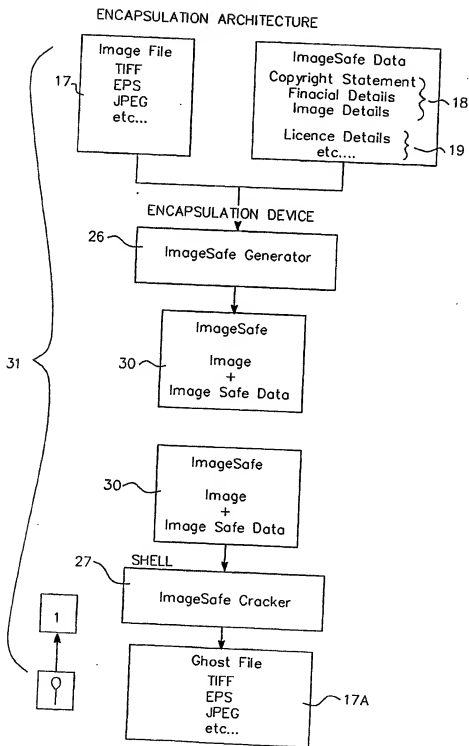 ENCAPSULATION ARCHITECTURE
Image File
17
TIFF
EPS
JPEG
etc...
ImageSafe Data
Copyright Statement
Finacial Details
18
Image Details
Licence Details
19
etc....
ENCAPSULATION DEVICE
26
ImageSafe Generator
ImageSafe
30
Image
+
Image Safe Data
31
ImageSafe
30
Image
+
Image Safe Data
SHELL
27
ImageSafe Cracker
1
Ghost File
TIFF
EPS
17A
JPEG
etc...